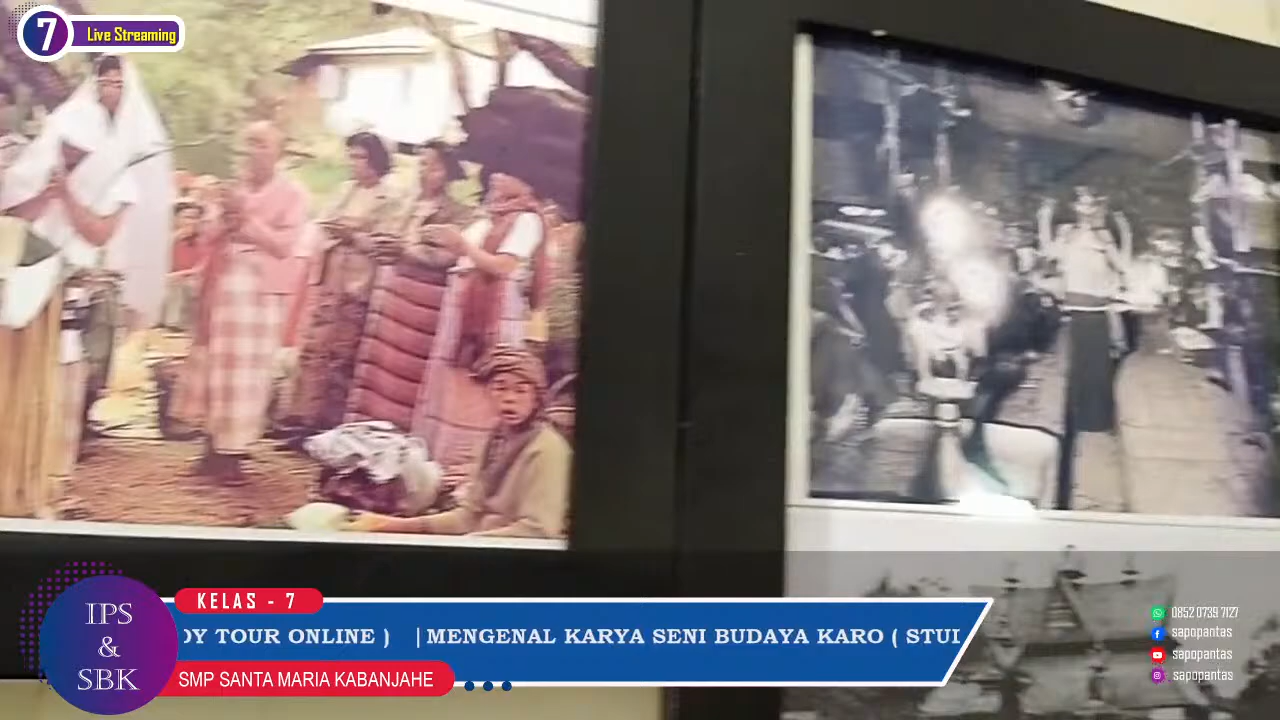 7 Live Streaming
KELAS - 7
IPS
&
SBK
DY TOUR ONLINE ) | MENGENAL KARYA SENI BUDAYA KARO ( STUI
SMP SANTA MARIA KABANJAHE
0852 0739 7127
sapopantas
sapopantas
sapopantas